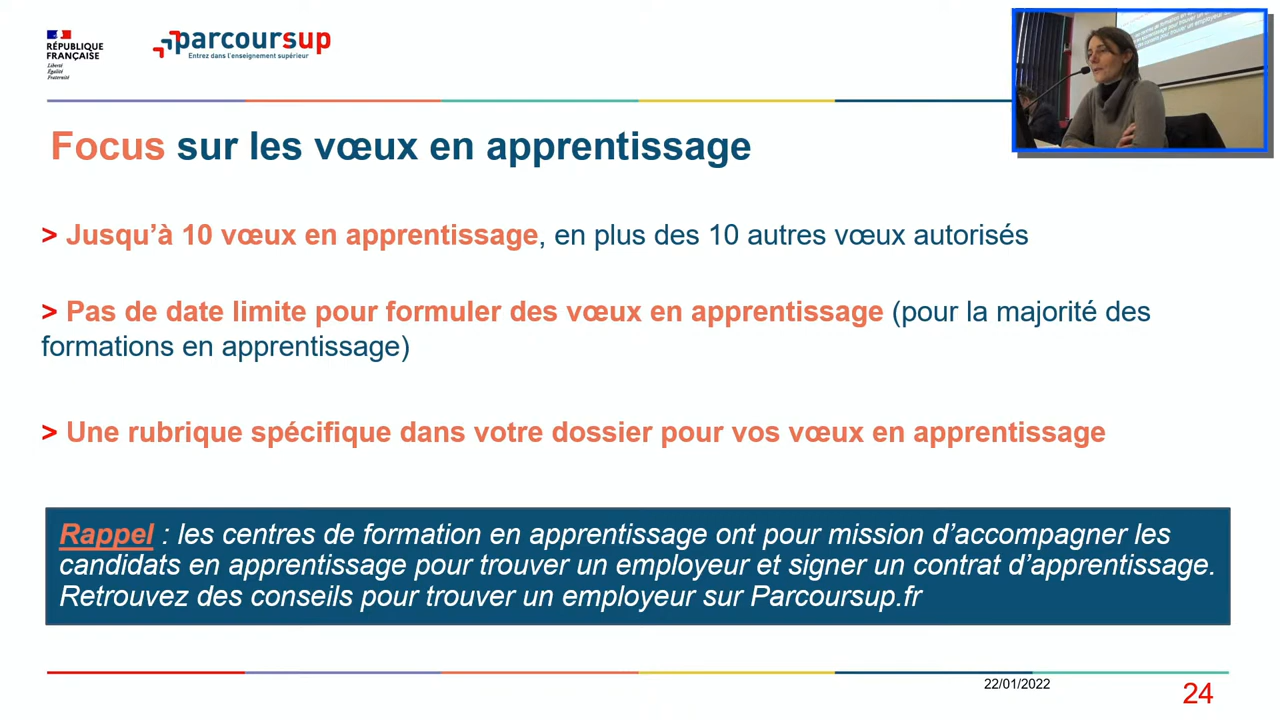 RÉPUBLIQUE
FRANÇAISE
Liberté
Égalité
Fraternité
parcoursup
Entrez dans l'enseignement supérieur
Focus sur les vœux en apprentissage
> Jusqu'à 10 vœux en apprentissage, en plus des 10 autres vœux autorisés
> Pas de date limite pour formuler des vœux en apprentissage (pour la majorité des
formations en apprentissage)
> Une rubrique spécifique dans votre dossier pour vos vœux en apprentissage
Rappel : les centres de formation en apprentissage ont pour mission d'accompagner les
candidats en apprentissage pour trouver un employeur et signer un contrat d'apprentissage.
Retrouvez des conseils pour trouver un employeur sur Parcoursup.fr
22/01/2022
24